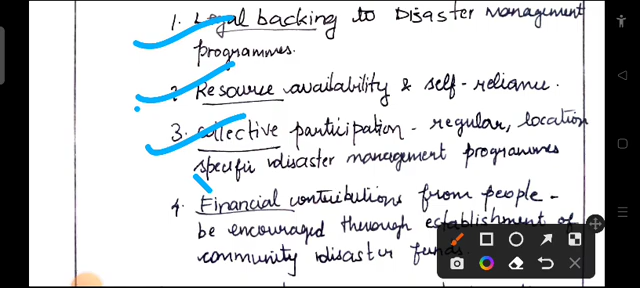 1. Legal backing to Disaster management
programmes.
2. Resource availability & self-reliance.
3. Collective participation - regular, location
specific disaster management programmes
4. Financial contributions from people -
be encouraged through establishment of
community disaster funds.